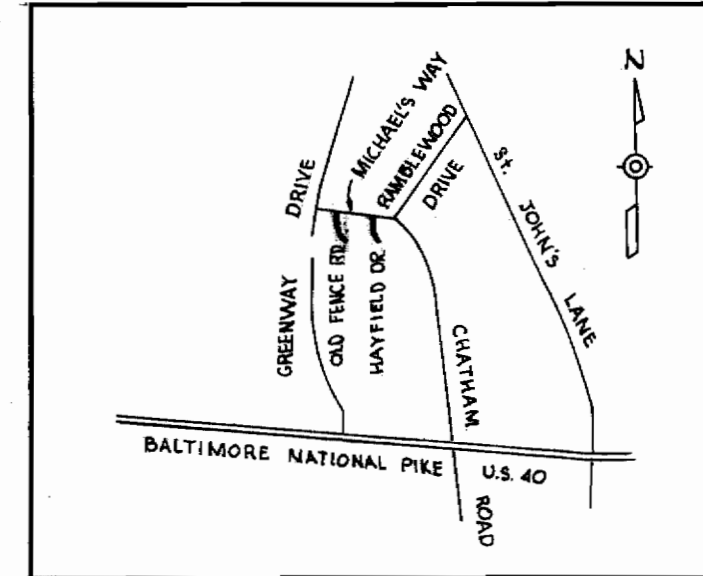 N
MICHAEL'S WAY
RAMBLEWOOD
DRIVE
St.
JOHN'S
LANE
GREENWAY
DRIVE
OLD FENCE RD.
HAYFIELD DR.
CHATHAM
ROAD
BALTIMORE NATIONAL PIKE
U.S. 40